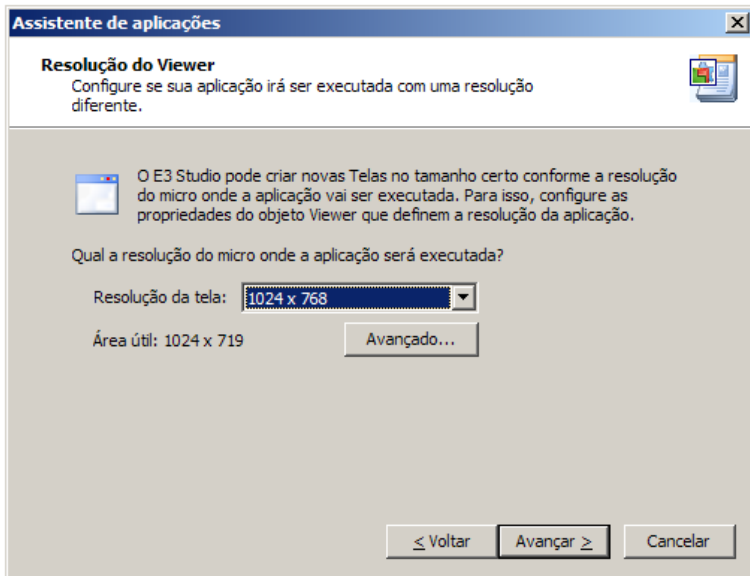 Assistente de aplicações
Resolução do Viewer
Configure se sua aplicação irá ser executada com uma resolução
diferente.
O E3 Studio pode criar novas Telas no tamanho certo conforme a resolução
do micro onde a aplicação vai ser executada. Para isso, configure as
propriedades do objeto Viewer que definem a resolução da aplicação.
Qual a resolução do micro onde a aplicação será executada?
Resolução da tela: 1024 x 768
Área útil: 1024 x 719 Avançado...
< Voltar Avançar > Cancelar